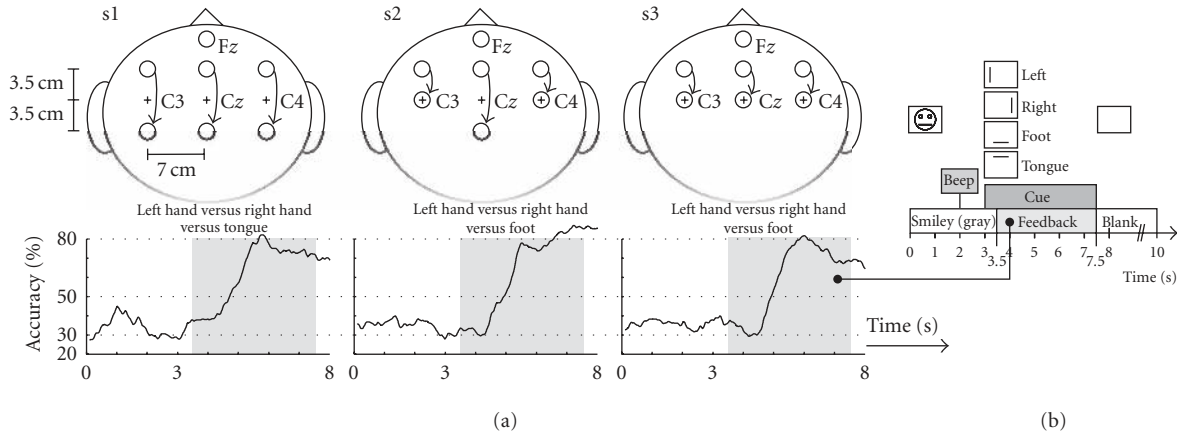 s1
s2
s3
Fz
Fz
Fz
3.5 cm
3.5 cm
C3
Cz
C4
C3
Cz
C4
C3
Cz
C4
7 cm
Left hand versus right hand
versus tongue
Left hand versus right hand
versus foot
Left hand versus right hand
versus foot
Accuracy (%)
80
50
30
20
0
3
8
0
3
8
0
3
8
Time (s)
(a)
Left
Right
Foot
Tongue
Beep
Cue
Smiley (gray)
Feedback
Blank
0 1 2 3 4 5 6 7 8 10
3.5
7.5
Time (s)
(b)